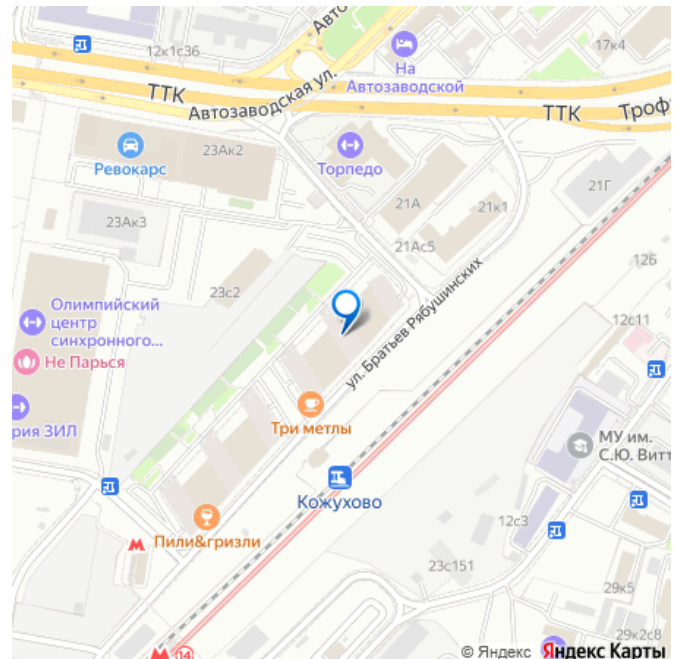 12к1с36
17к4
На
Автозаводской
ТТК
Автозаводская ул.
ТТК
Ревокарс
23Ак2
Торпедо
21Г
21А
21к1
23Ак3
21Ас5
12Б
23с2
Олимпийский
центр
синхронного...
Не Парься
ул. Братьев Рябушинских
12с11
Три метлы
рия ЗИЛ
МУ им.
С.Ю. Витт
Кожухово
12с3
Пили&гризли
23с151
29к5
29к2с8
14
© Яндекс Яндекс Карты